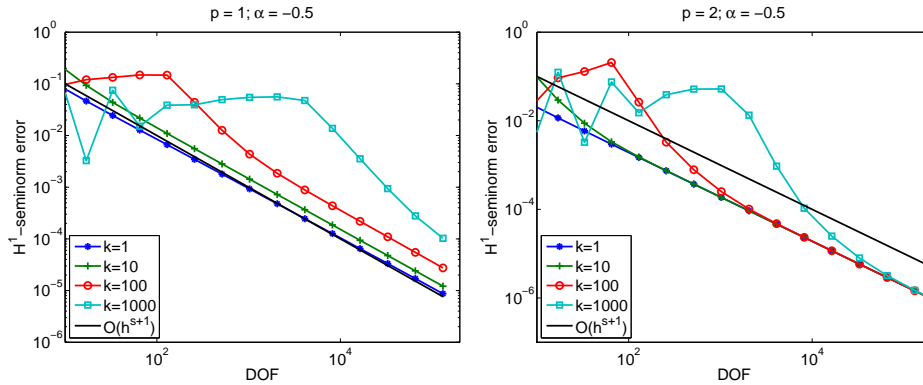 p = 1; α = −0.5
10^0
10^−1
10^−2
10^−3
10^−4
10^−5
10^−6
H^1−seminorm error
k=1
k=10
k=100
k=1000
O(h^{s+1})
10^2
10^4
DOF
p = 2; α = −0.5
10^0
10^−2
10^−4
10^−6
H^1−seminorm error
k=1
k=10
k=100
k=1000
O(h^{s+1})
10^2
10^4
DOF